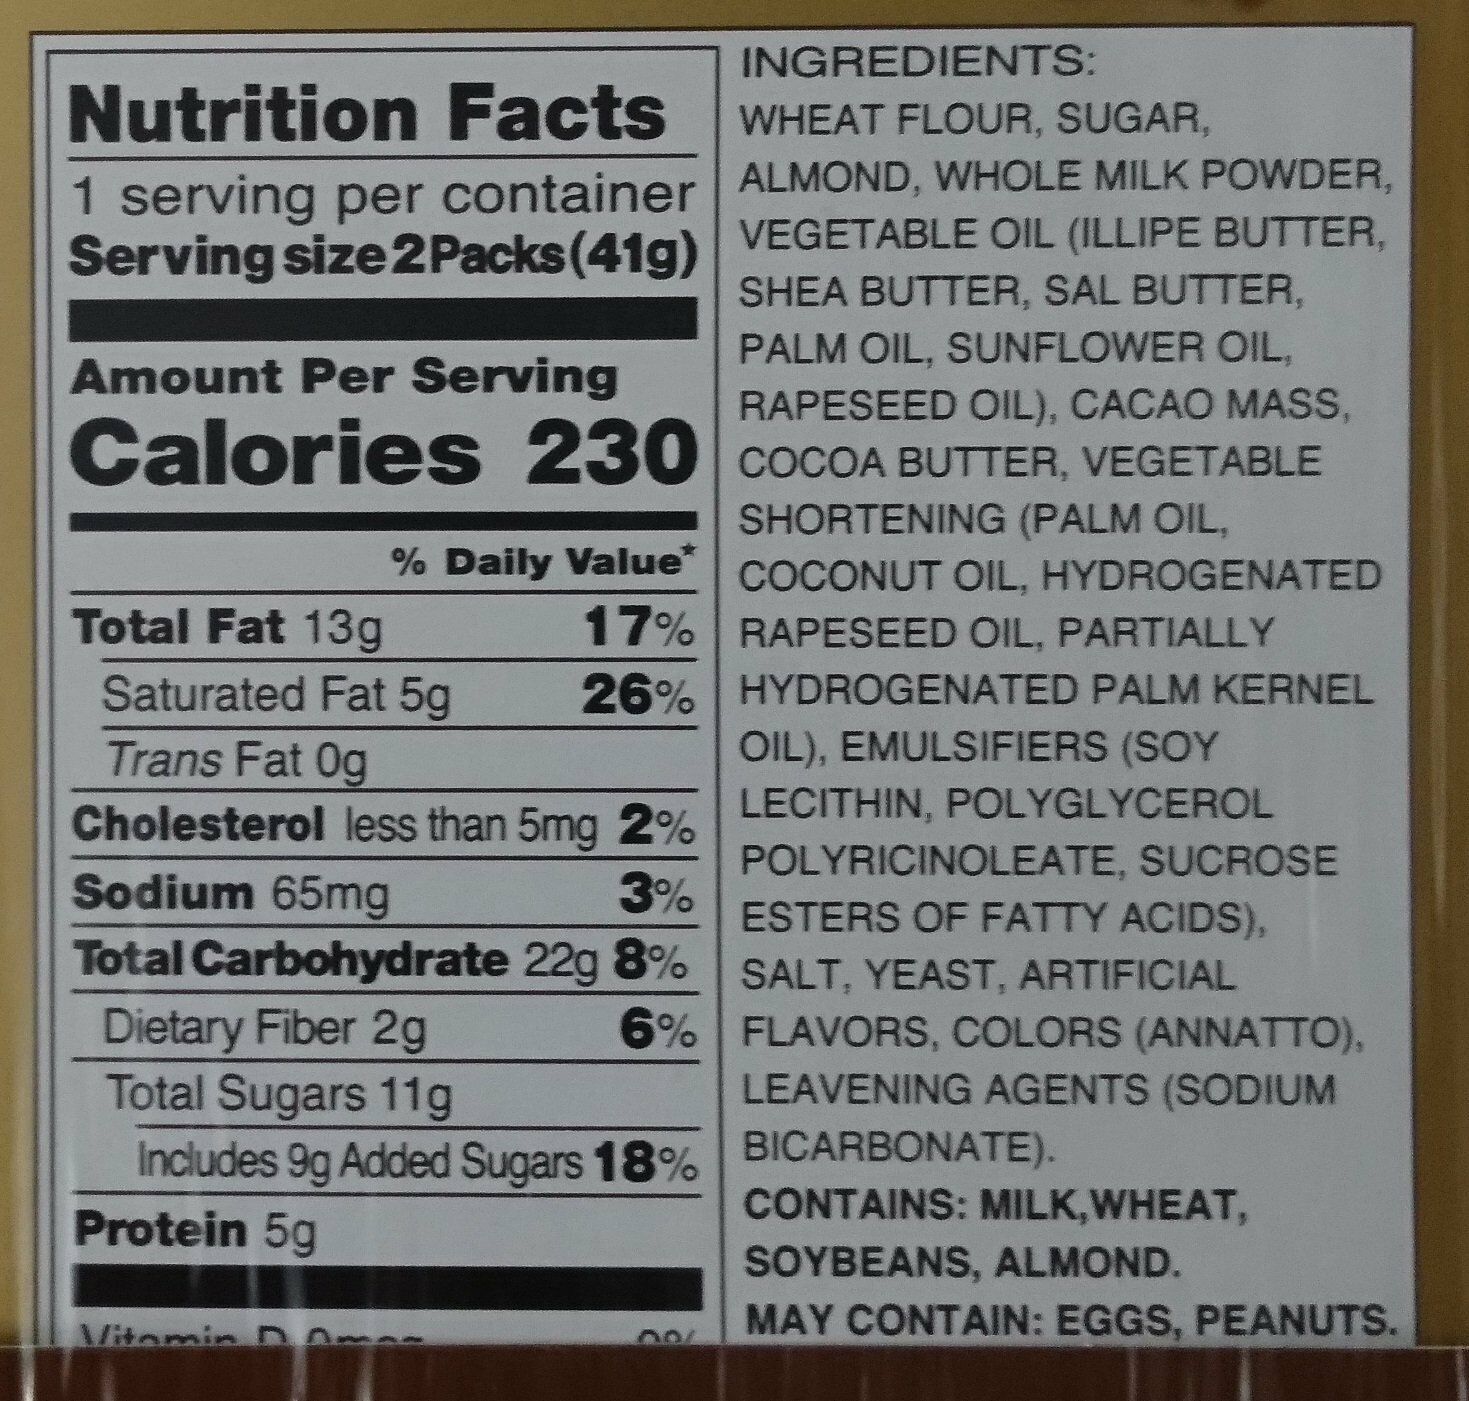 Nutrition Facts
1 serving per container
Serving size 2 Packs (41g)
Amount Per Serving
Calories 230
% Daily Value*
Total Fat 13g 17%
Saturated Fat 5g 26%
Trans Fat 0g
Cholesterol less than 5mg 2%
Sodium 65mg 3%
Total Carbohydrate 22g 8%
Dietary Fiber 2g 6%
Total Sugars 11g
Includes 9g Added Sugars 18%
Protein 5g
Vitamin D 0mcg 0%
INGREDIENTS:
WHEAT FLOUR, SUGAR,
ALMOND, WHOLE MILK POWDER,
VEGETABLE OIL (ILLIPE BUTTER,
SHEA BUTTER, SAL BUTTER,
PALM OIL, SUNFLOWER OIL,
RAPESEED OIL), CACAO MASS,
COCOA BUTTER, VEGETABLE
SHORTENING (PALM OIL,
COCONUT OIL, HYDROGENATED
RAPESEED OIL, PARTIALLY
HYDROGENATED PALM KERNEL
OIL), EMULSIFIERS (SOY
LECITHIN, POLYGLYCEROL
POLYRICINOLEATE, SUCROSE
ESTERS OF FATTY ACIDS),
SALT, YEAST, ARTIFICIAL
FLAVORS, COLORS (ANNATTO),
LEAVENING AGENTS (SODIUM
BICARBONATE).
CONTAINS: MILK,WHEAT,
SOYBEANS, ALMOND.
MAY CONTAIN: EGGS, PEANUTS.